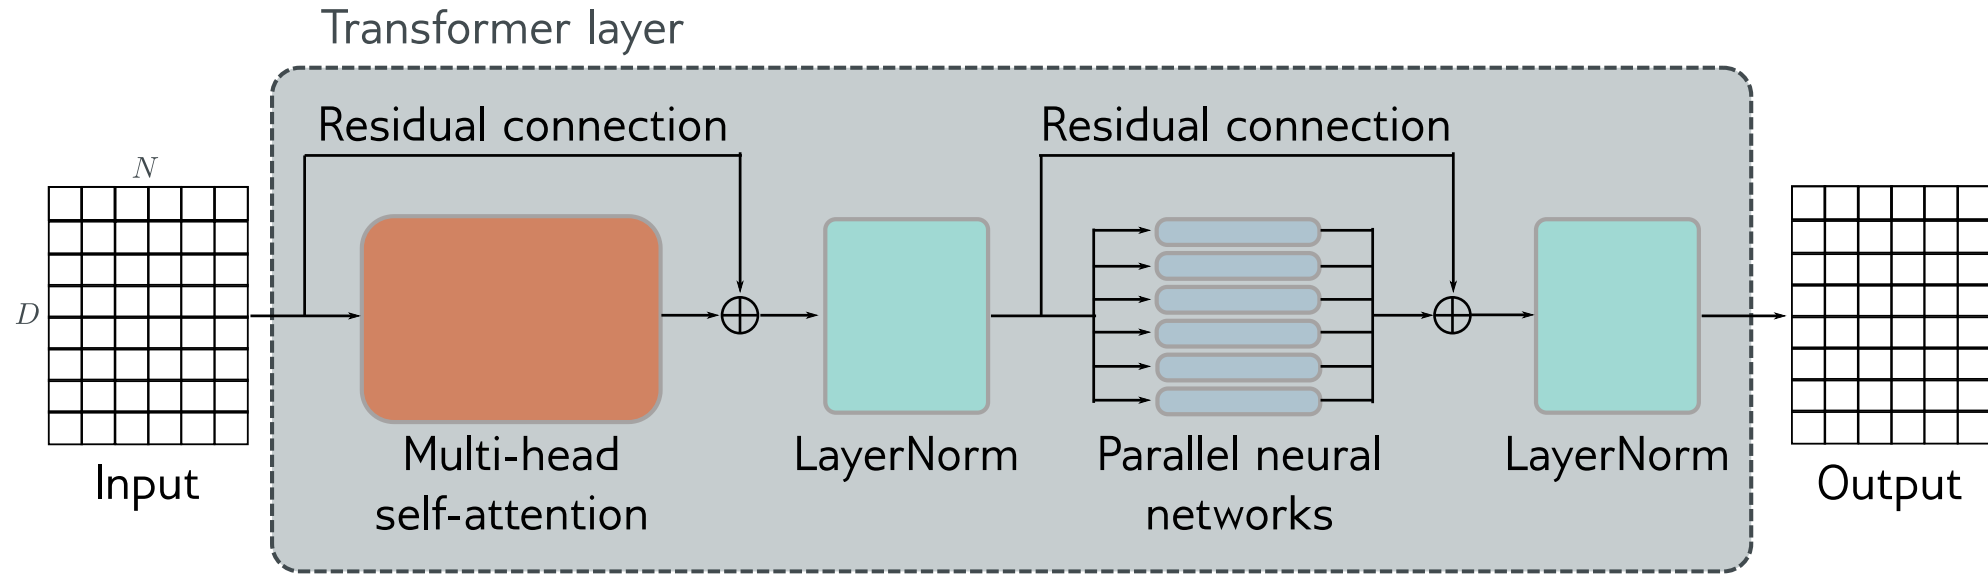 Transformer layer
Residual connection
Residual connection
N
D
Input
Multi-head
self-attention
LayerNorm
Parallel neural
networks
LayerNorm
Output